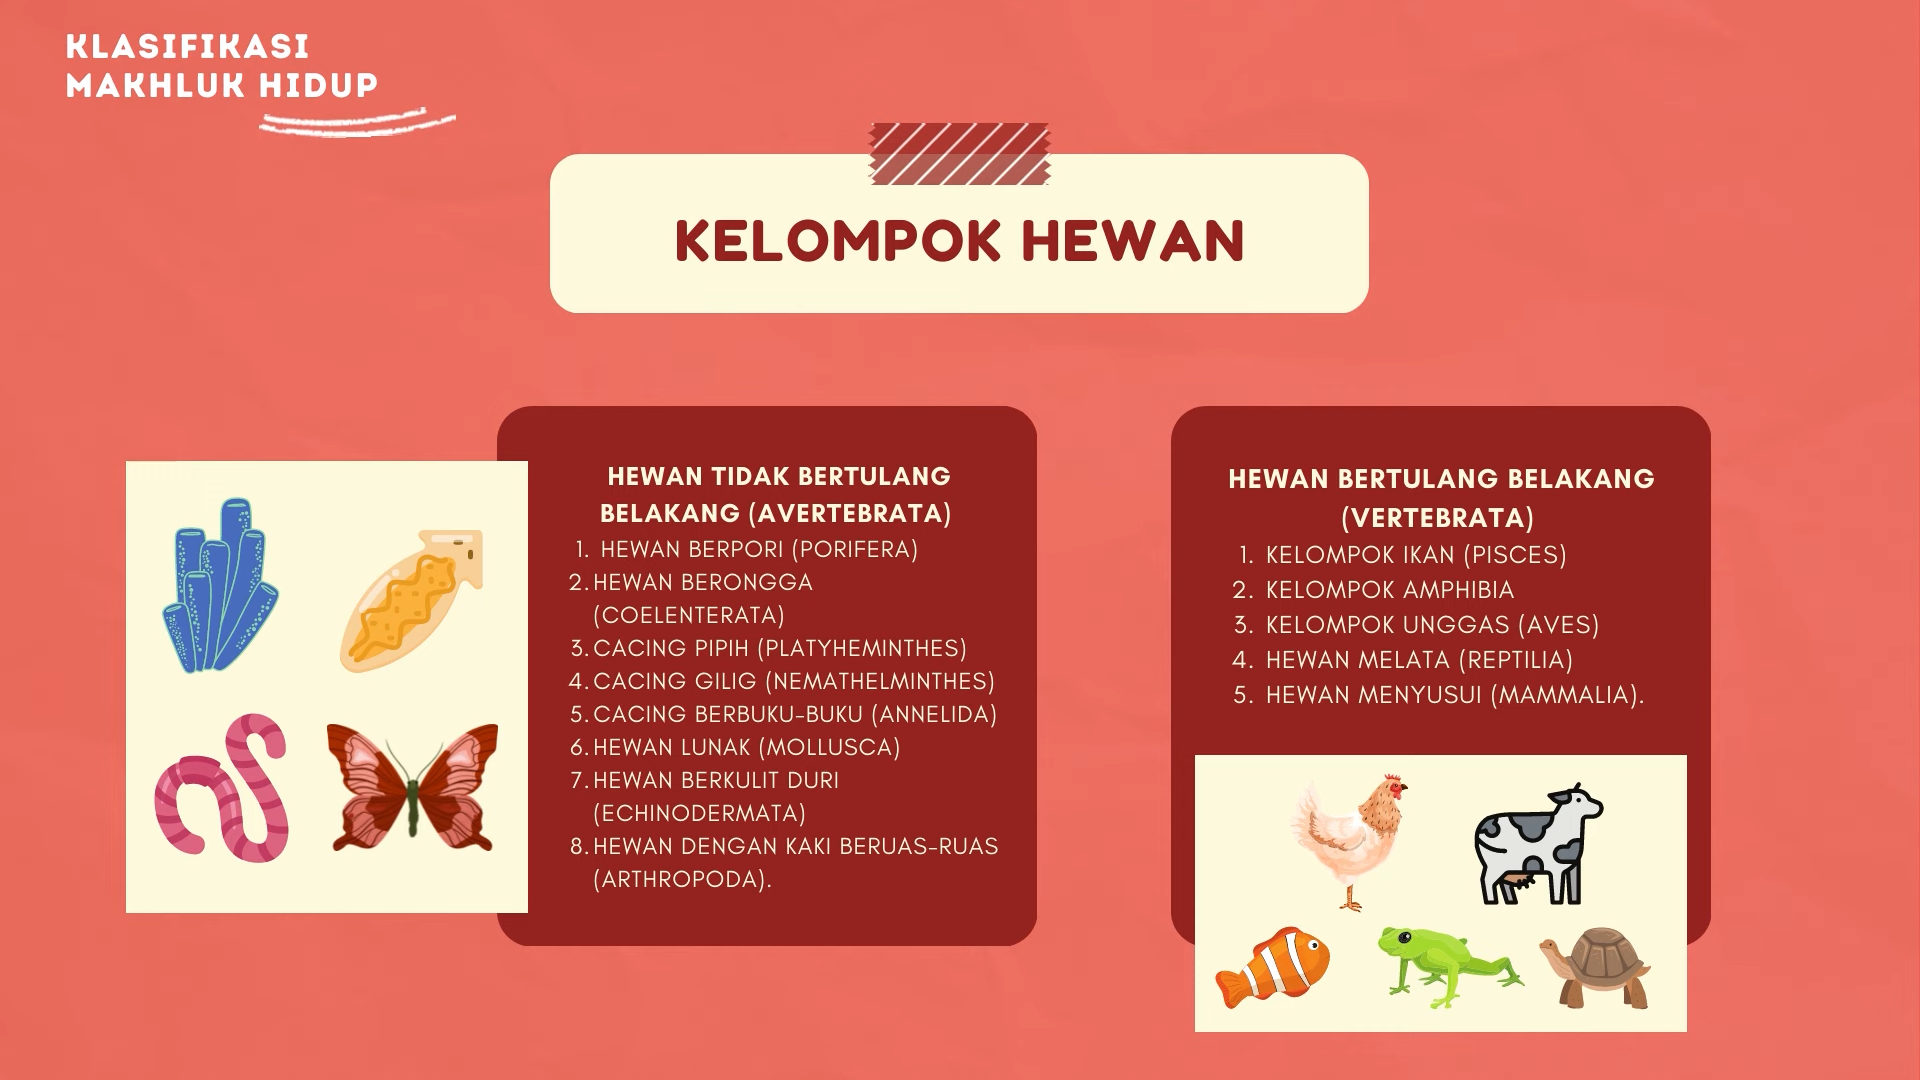 KLASIFIKASI
MAKHLUK HIDUP
KELOMPOK HEWAN
HEWAN TIDAK BERTULANG
BELAKANG (AVERTEBRATA)
1. HEWAN BERPORI (PORIFERA)
2. HEWAN BERONGGA
(COELENTERATA)
3. CACING PIPIH (PLATYHEMINTHES)
4. CACING GILIG (NEMATHELMINTHES)
5. CACING BERBUKU-BUKU (ANNELIDA)
6. HEWAN LUNAK (MOLLUSCA)
7. HEWAN BERKULIT DURI
(ECHINODERMATA)
8. HEWAN DENGAN KAKI BERUAS-RUAS
(ARTHROPODA).
HEWAN BERTULANG BELAKANG
(VERTEBRATA)
1. KELOMPOK IKAN (PISCES)
2. KELOMPOK AMPHIBIA
3. KELOMPOK UNGGAS (AVES)
4. HEWAN MELATA (REPTILIA)
5. HEWAN MENYUSUI (MAMMALIA).